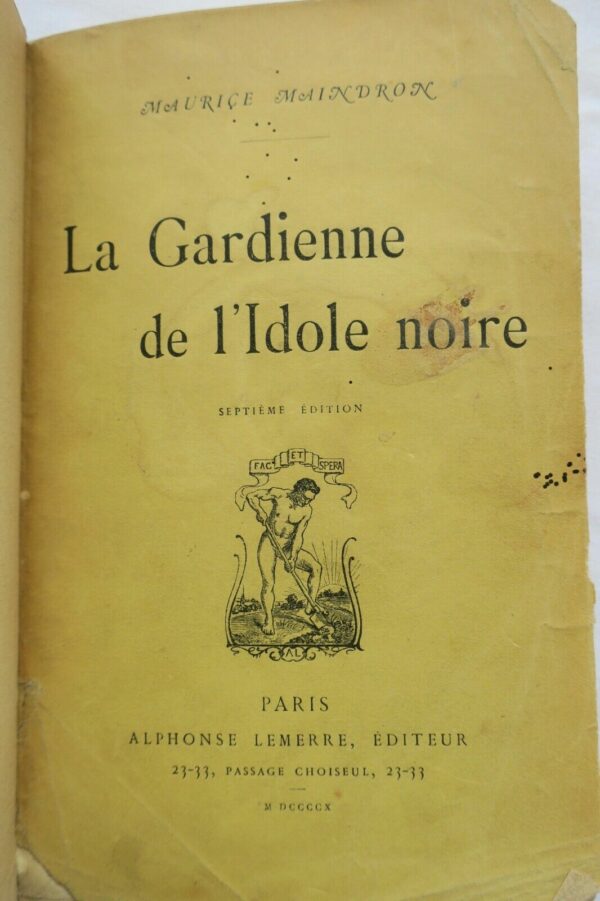 MAURICE MAINDRON
La Gardienne
de l'Idole noire
SEPTIÈME ÉDITION
FAC ET SPERA
AL
PARIS
ALPHONSE LEMERRE, ÉDITEUR
23-33, PASSAGE CHOISEUL, 23-33
M DCCCCX